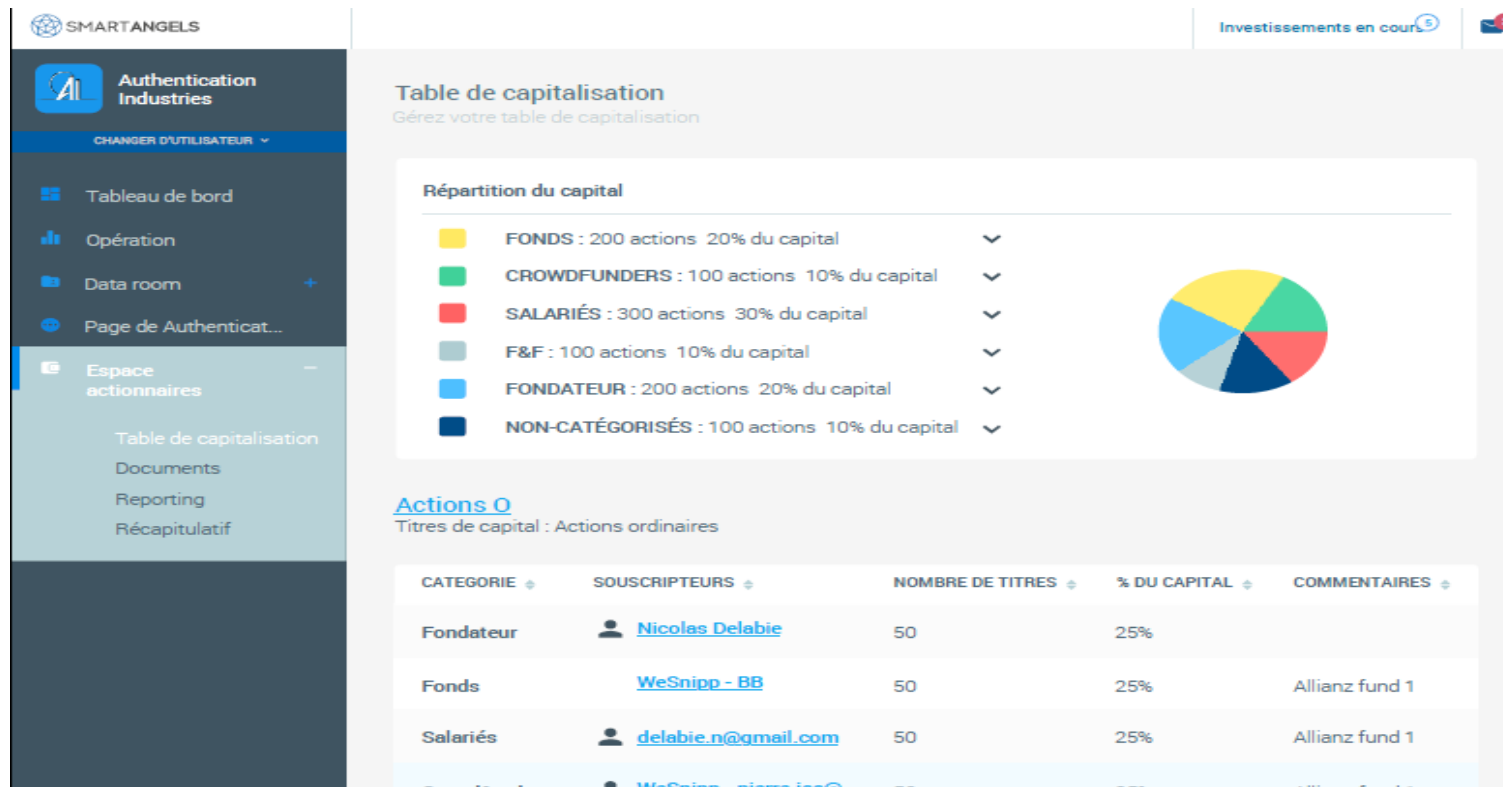 SMARTANGELS
Investissements en cours 5
Authentication
Industries
CHANGER D'UTILISATEUR
Tableau de bord
Opération
Data room +
Page de Authenticat...
Espace
actionnaires
Table de capitalisation
Documents
Reporting
Récapitulatif
Table de capitalisation
Gérez votre table de capitalisation
Répartition du capital
FONDS : 200 actions 20% du capital
CROWDFUNDERS : 100 actions 10% du capital
SALARIÉS : 300 actions 30% du capital
F&F : 100 actions 10% du capital
FONDATEUR : 200 actions 20% du capital
NON-CATÉGORISÉS : 100 actions 10% du capital
Actions O
Titres de capital : Actions ordinaires
CATEGORIE SOUSCRIPTEURS NOMBRE DE TITRES % DU CAPITAL COMMENTAIRES
Fondateur Nicolas Delabie 50 25%
Fonds WeSnipp - BB 50 25% Allianz fund 1
Salariés delabie.n@gmail.com 50 25% Allianz fund 1